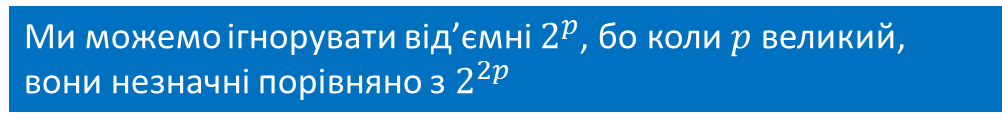 Ми можемо ігнорувати від’ємні 2^p, бо коли p великий,
вони незначні порівняно з 2^{2p}